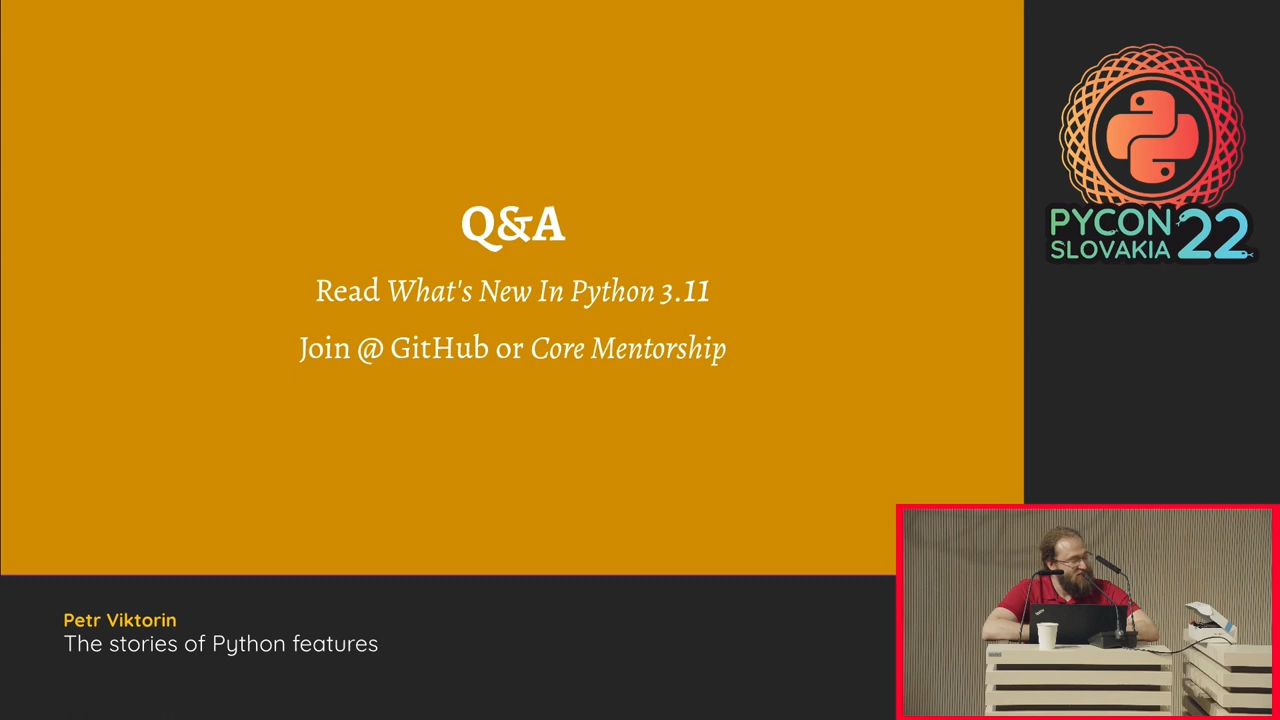 Q&A
Read What's New In Python 3.11
Join @ GitHub or Core Mentorship
PYCON
SLOVAKIA 22
Petr Viktorin
The stories of Python features